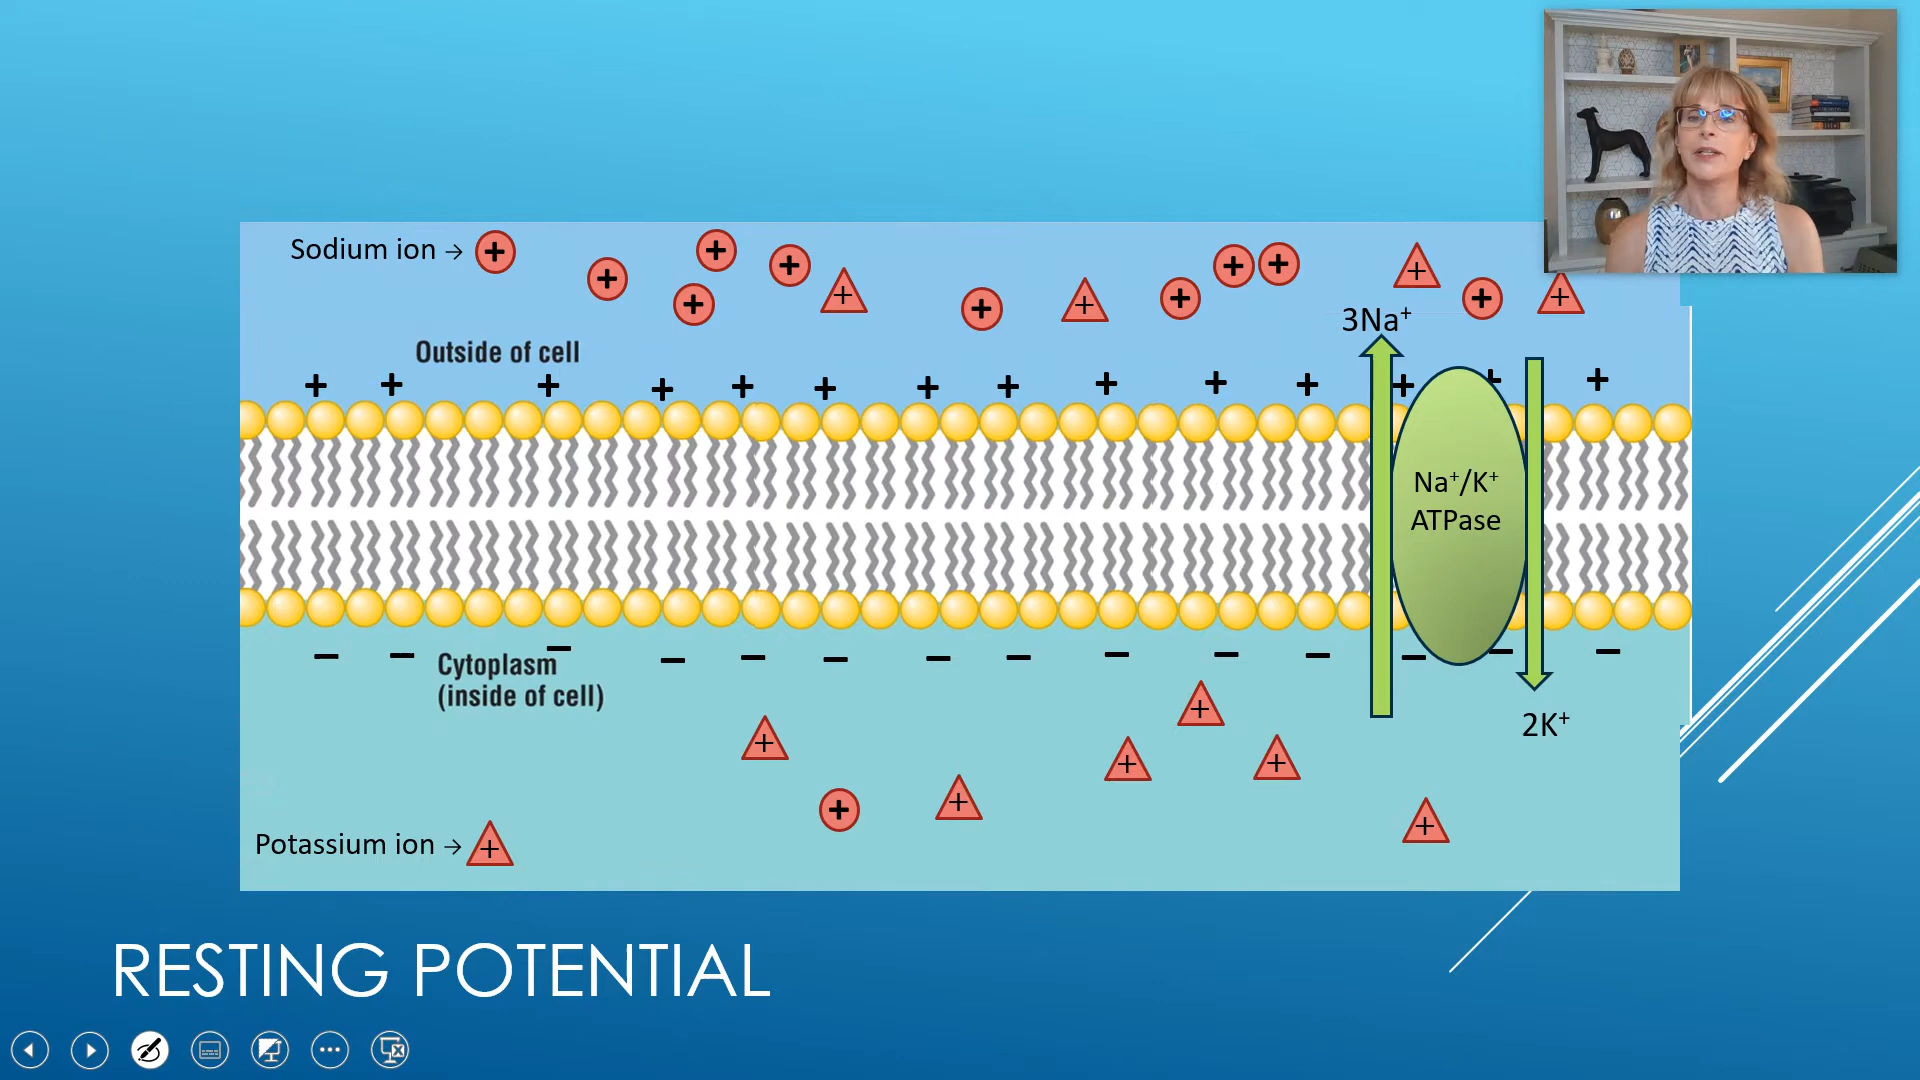 Sodium ion →
Outside of cell
3Na⁺
Na⁺/K⁺
ATPase
Cytoplasm
(inside of cell)
2K⁺
Potassium ion →
RESTING POTENTIAL